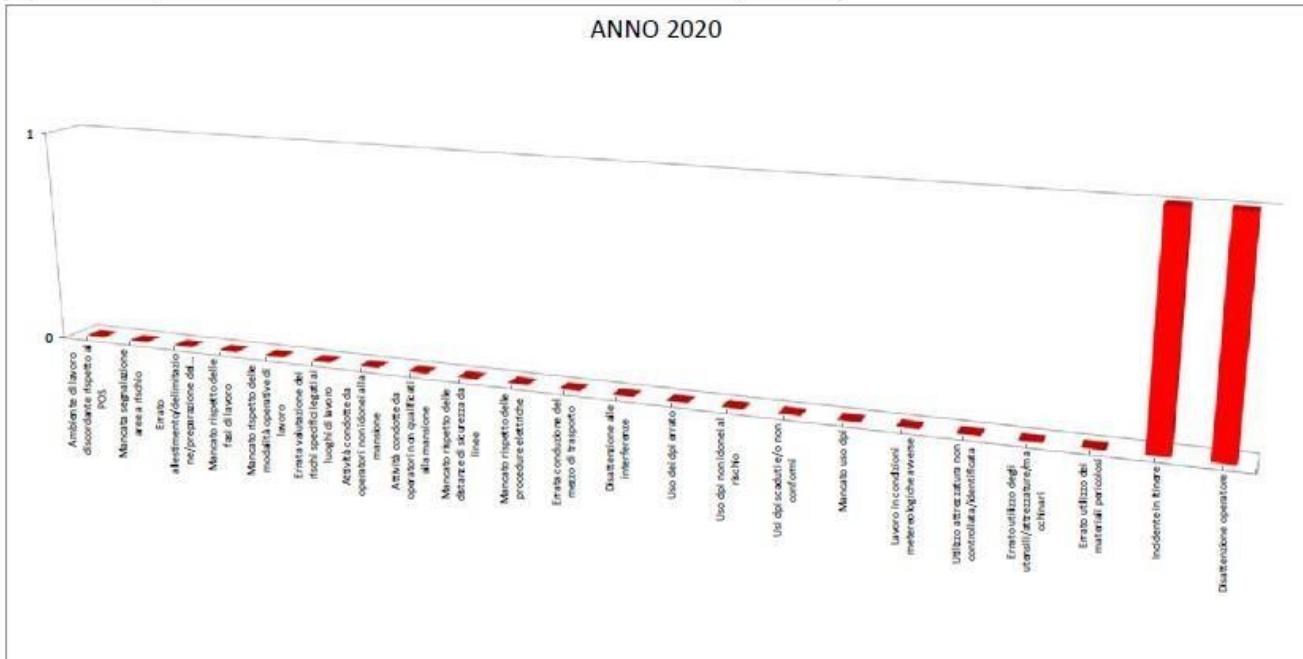 ANNO 2020
1
0
Ambiente di lavoro
discordante rispetto al
POS
Mancata segnalazione
area a rischio
Errato
allestimento/delimitazio
ne/preparazione del...
Mancato rispetto delle
fasi di lavoro
Mancato rispetto delle
modalità operative di
lavoro
Errata valutazione dei
rischi specifici legati ai
luoghi di lavoro
Attività condotte da
operatori non idonei alla
mansione
Attività condotte da
operatori non qualificati
alla mansione
Mancato rispetto delle
distanze di sicurezza da
linee
Mancato rispetto delle
procedure elettriche
Errata conduzione del
mezzo di trasporto
Disattenzione alle
interferenze
Uso dei dpi errato
Uso dpi non idonei al
rischio
Usi dpi scaduti e/o non
conformi
Mancato uso dpi
Lavoro in condizioni
metereologiche avverse
Utilizzo attrezzatura non
controllata/identificata
Errato utilizzo degli
utensili/attrezzature/ma
cchinari
Errato utilizzo dei
materiali pericolosi
Incidente in itinere
Disattenzione operatore